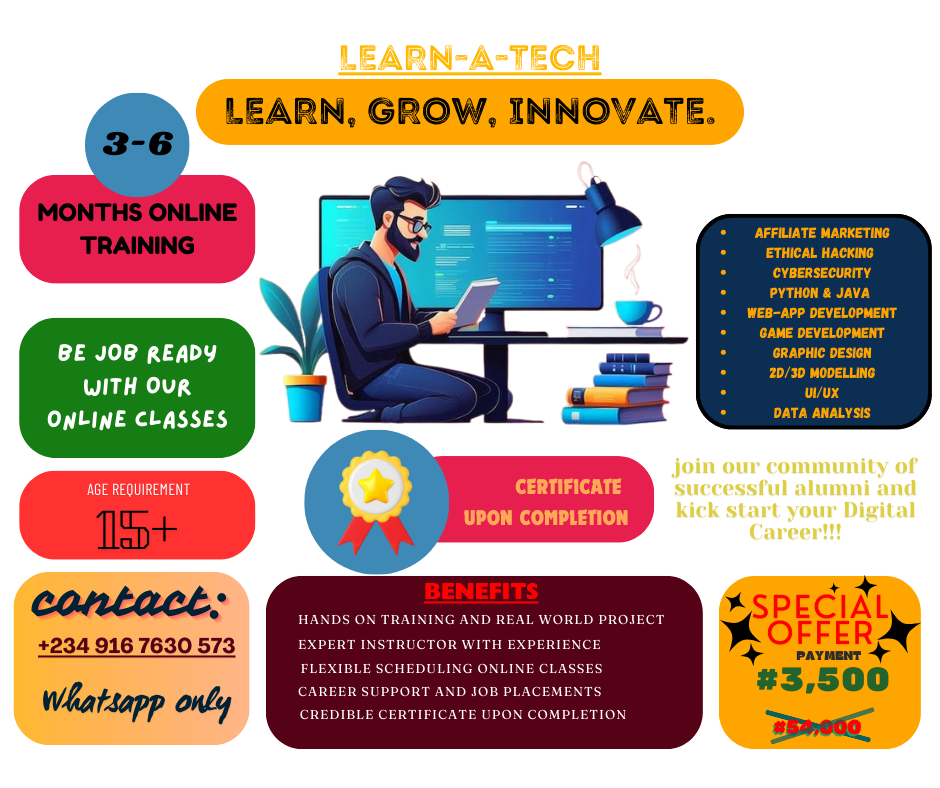 LEARN-A-TECH
LEARN, GROW, INNOVATE.
3-6
MONTHS ONLINE
TRAINING
BE JOB READY
WITH OUR
ONLINE CLASSES
AGE REQUIREMENT
15+
contact:
+234 916 7630 573
Whatsapp only
• AFFILIATE MARKETING
• ETHICAL HACKING
• CYBERSECURITY
• PYTHON & JAVA
• WEB-APP DEVELOPMENT
• GAME DEVELOPMENT
• GRAPHIC DESIGN
• 2D/3D MODELLING
• UI/UX
• DATA ANALYSIS
CERTIFICATE
UPON COMPLETION
join our community of
successful alumni and
kick start your Digital
Career!!!
BENEFITS
HANDS ON TRAINING AND REAL WORLD PROJECT
EXPERT INSTRUCTOR WITH EXPERIENCE
FLEXIBLE SCHEDULING ONLINE CLASSES
CAREER SUPPORT AND JOB PLACEMENTS
CREDIBLE CERTIFICATE UPON COMPLETION
SPECIAL
OFFER
PAYMENT
#3,500
#54,000